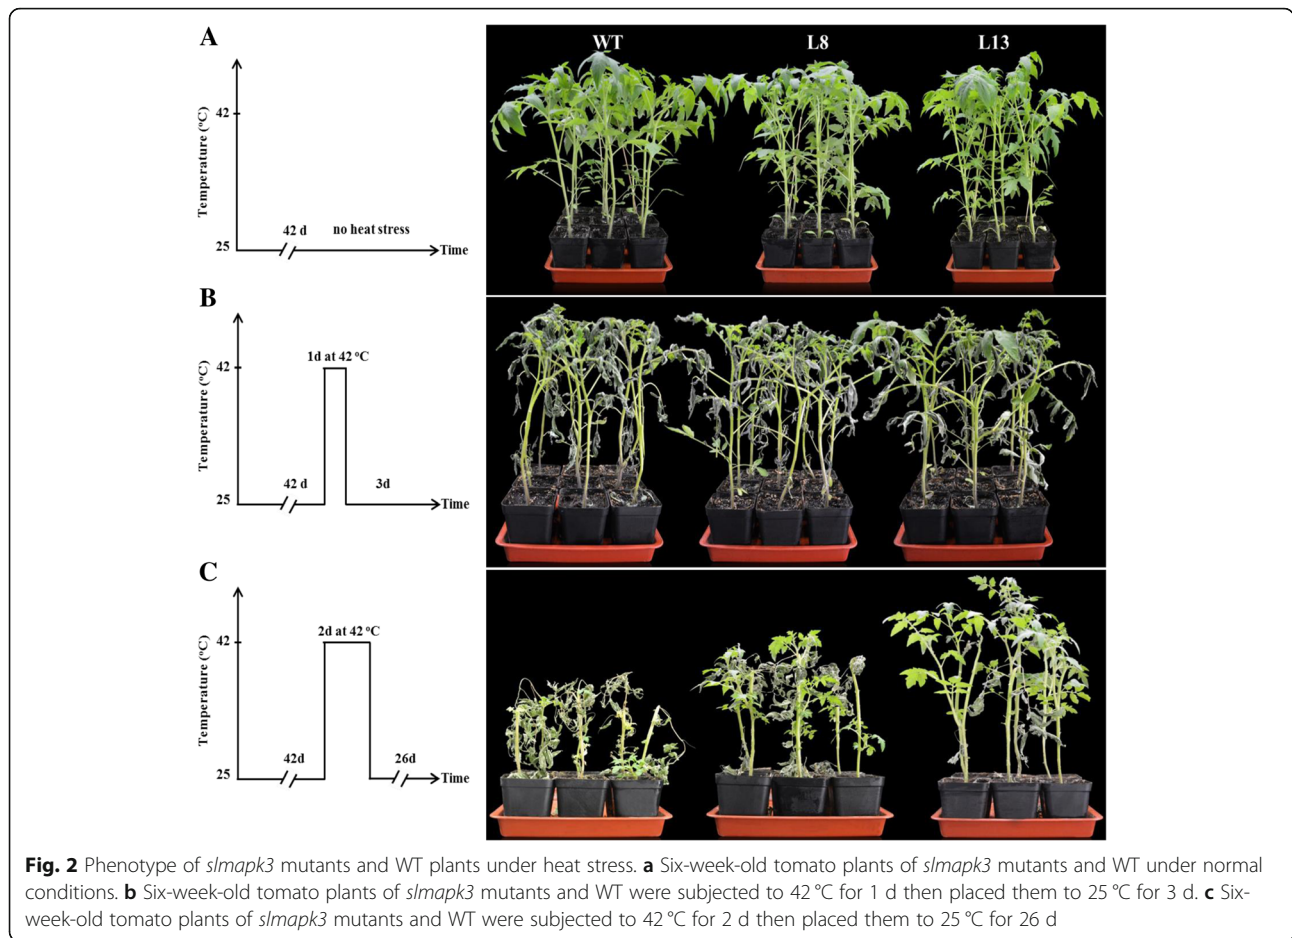 A
WT
L8
L13
Temperature (°C)
42
25
42 d
no heat stress
Time
B
Temperature (°C)
42
25
1d at 42 °C
42 d
3d
Time
C
Temperature (°C)
42
25
2d at 42 °C
42d
26d
Time
Fig. 2 Phenotype of slmapk3 mutants and WT plants under heat stress. a Six-week-old tomato plants of slmapk3 mutants and WT under normal
conditions. b Six-week-old tomato plants of slmapk3 mutants and WT were subjected to 42 °C for 1 d then placed them to 25 °C for 3 d. c Six-
week-old tomato plants of slmapk3 mutants and WT were subjected to 42 °C for 2 d then placed them to 25 °C for 26 d